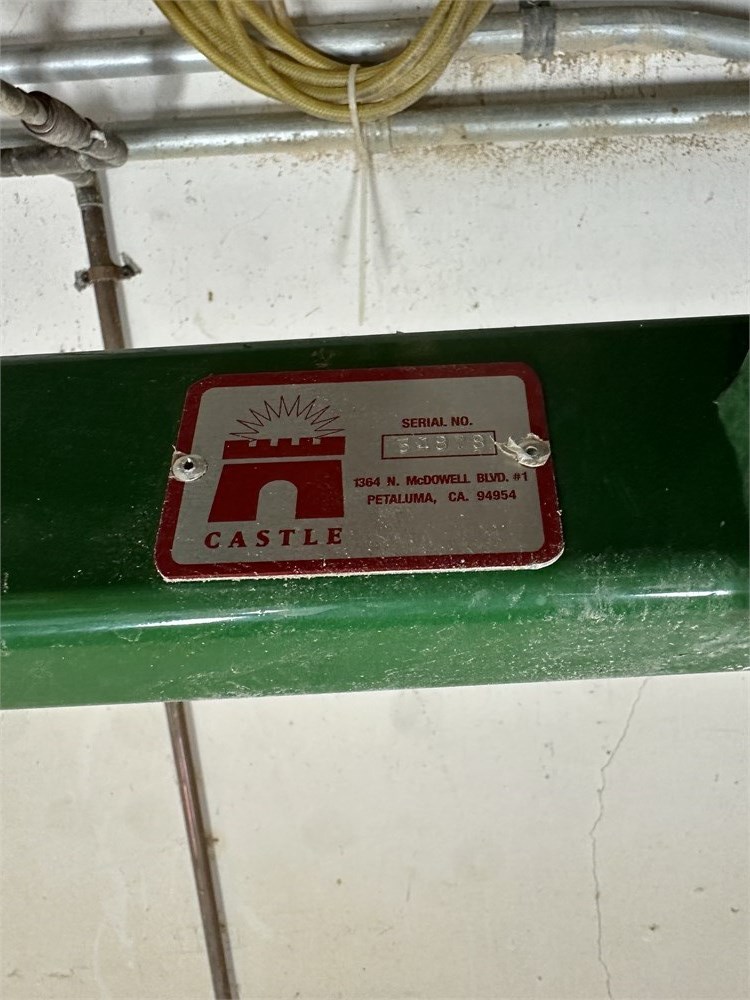 SERIAL NO.
1364 N. McDOWELL BLVD. #1
PETALUMA, CA. 94954
CASTLE